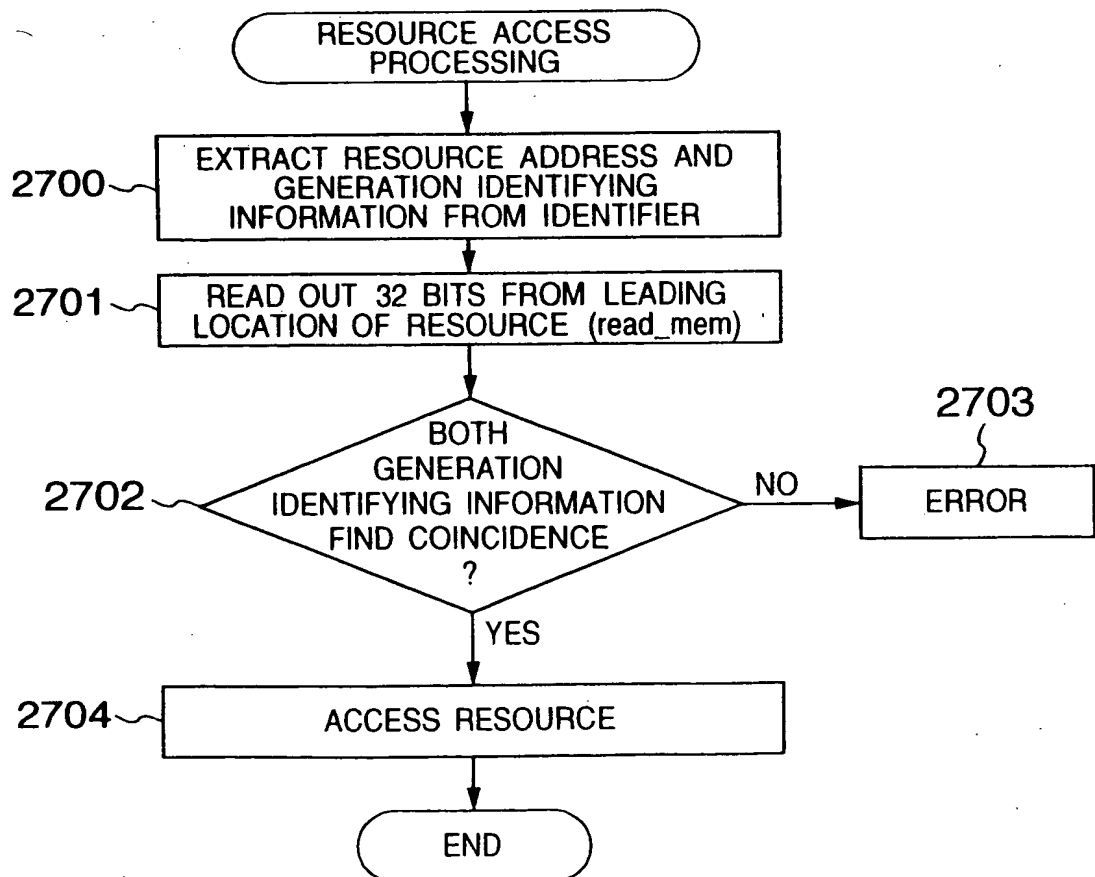 RESOURCE ACCESS
PROCESSING
2700
EXTRACT RESOURCE ADDRESS AND
GENERATION IDENTIFYING
INFORMATION FROM IDENTIFIER
2701
READ OUT 32 BITS FROM LEADING
LOCATION OF RESOURCE (read_mem)
2702
BOTH
GENERATION
IDENTIFYING INFORMATION
FIND COINCIDENCE
?
NO
2703
ERROR
YES
2704
ACCESS RESOURCE
END